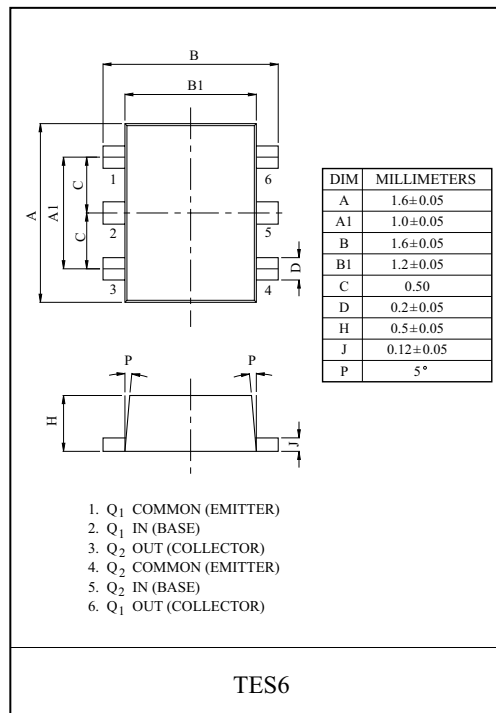 B
B1
A
A1
C
C
1
2
3
6
5
4
D
P
P
H
J
DIM MILLIMETERS
A 1.6±0.05
A1 1.0±0.05
B 1.6±0.05
B1 1.2±0.05
C 0.50
D 0.2±0.05
H 0.5±0.05
J 0.12±0.05
P 5°
1. Q1 COMMON (EMITTER)
2. Q1 IN (BASE)
3. Q2 OUT (COLLECTOR)
4. Q2 COMMON (EMITTER)
5. Q2 IN (BASE)
6. Q1 OUT (COLLECTOR)
TES6